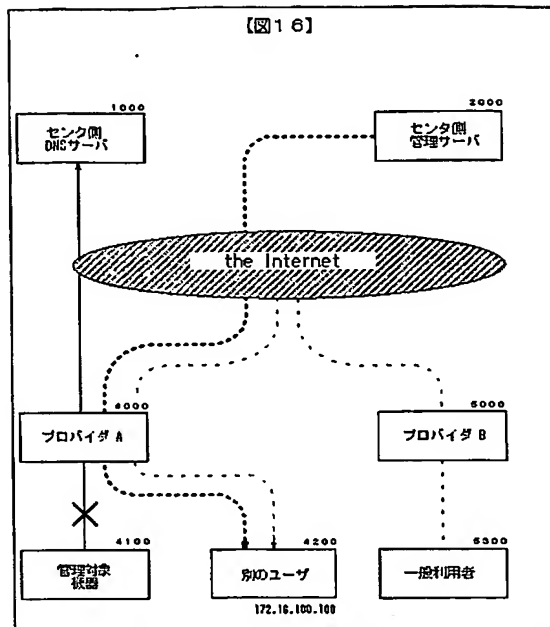 【図16】
1000
センタ側
DNSサーバ
2000
センタ側
管理サーバ
the Internet
4000
プロバイダ A
5000
プロバイダ B
4100
管理対象
機器
4200
別のユーザ
172.16.100.100
5300
一般利用者